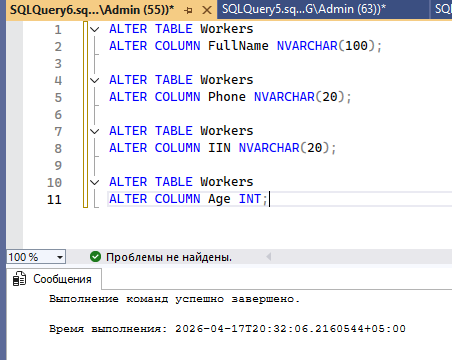 SQLQuery6.sq...\Admin (55))*
SQLQuery5.sq...G\Admin (63))*
1 ALTER TABLE Workers
2 ALTER COLUMN FullName NVARCHAR(100);
3
4 ALTER TABLE Workers
5 ALTER COLUMN Phone NVARCHAR(20);
6
7 ALTER TABLE Workers
8 ALTER COLUMN IIN NVARCHAR(20);
9
10 ALTER TABLE Workers
11 ALTER COLUMN Age INT;
100 % Проблемы не найдены.
Сообщения
Выполнение команд успешно завершено.
Время выполнения: 2026-04-17T20:32:06.2160544+05:00